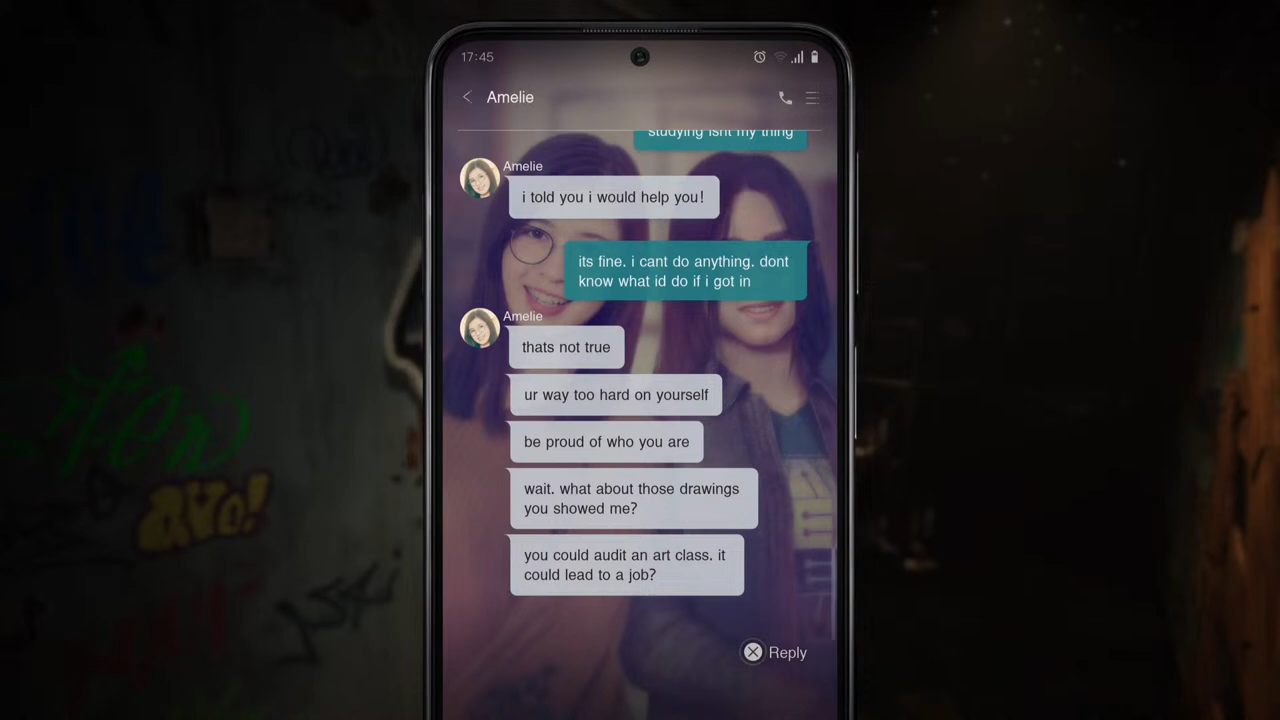 17:45
Amelie
studying isnt my thing
Amelie
i told you i would help you!
its fine. i cant do anything. dont
know what id do if i got in
Amelie
thats not true
ur way too hard on yourself
be proud of who you are
wait. what about those drawings
you showed me?
you could audit an art class. it
could lead to a job?
Reply